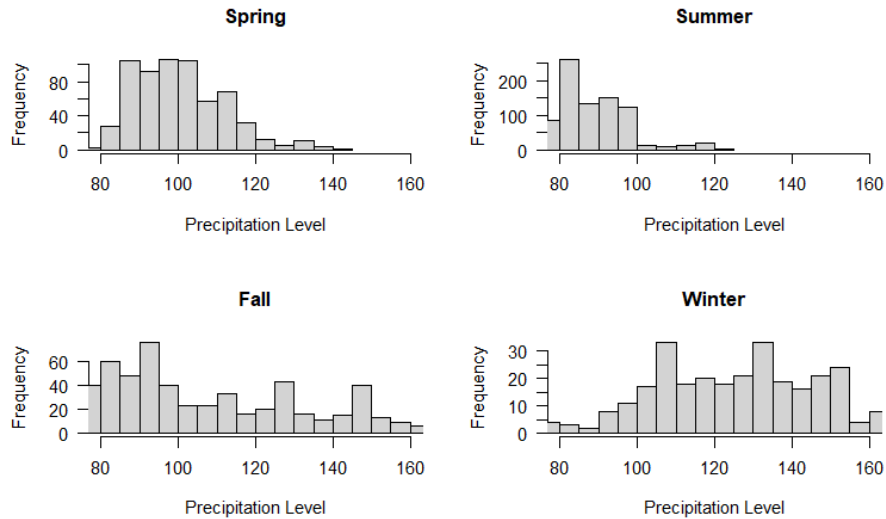 Spring
Frequency
0 40 80
80 100 120 140 160
Precipitation Level
Summer
Frequency
0 100 200
80 100 120 140 160
Precipitation Level
Fall
Frequency
0 20 40 60
80 100 120 140 160
Precipitation Level
Winter
Frequency
0 10 20 30
80 100 120 140 160
Precipitation Level